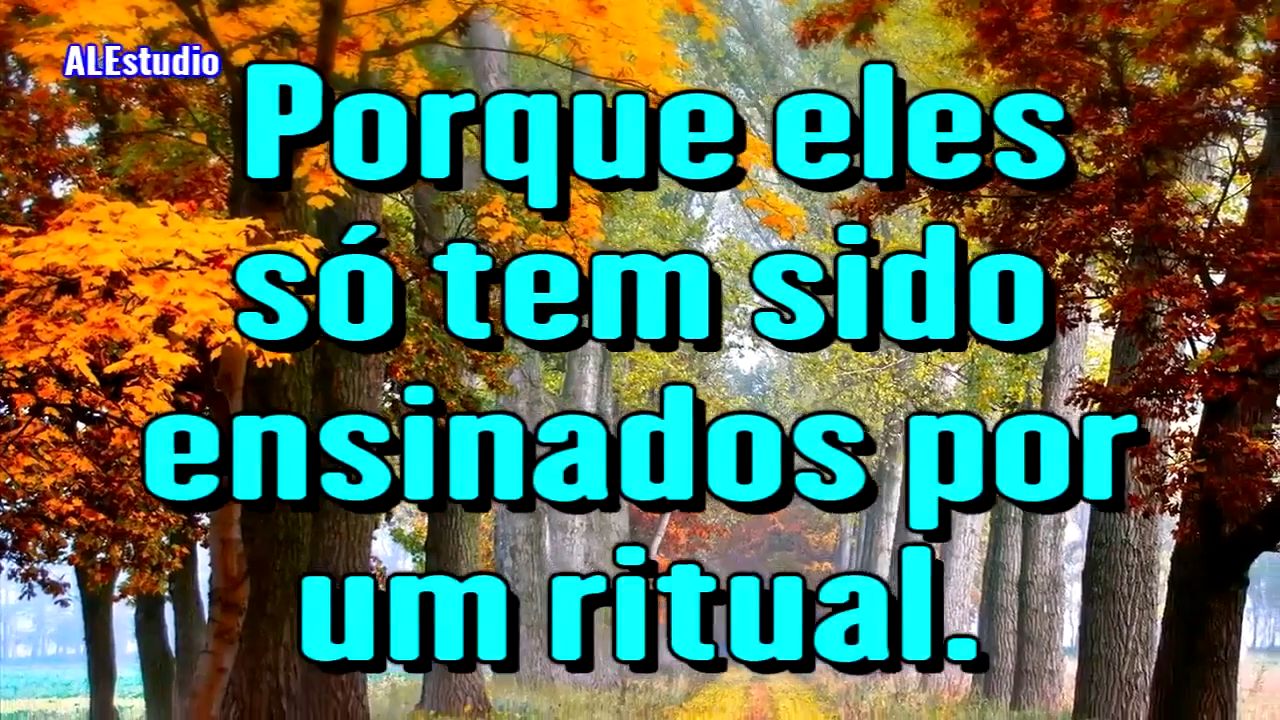 ALEstudio
Porque eles
só tem sido
ensinados por
um ritual.